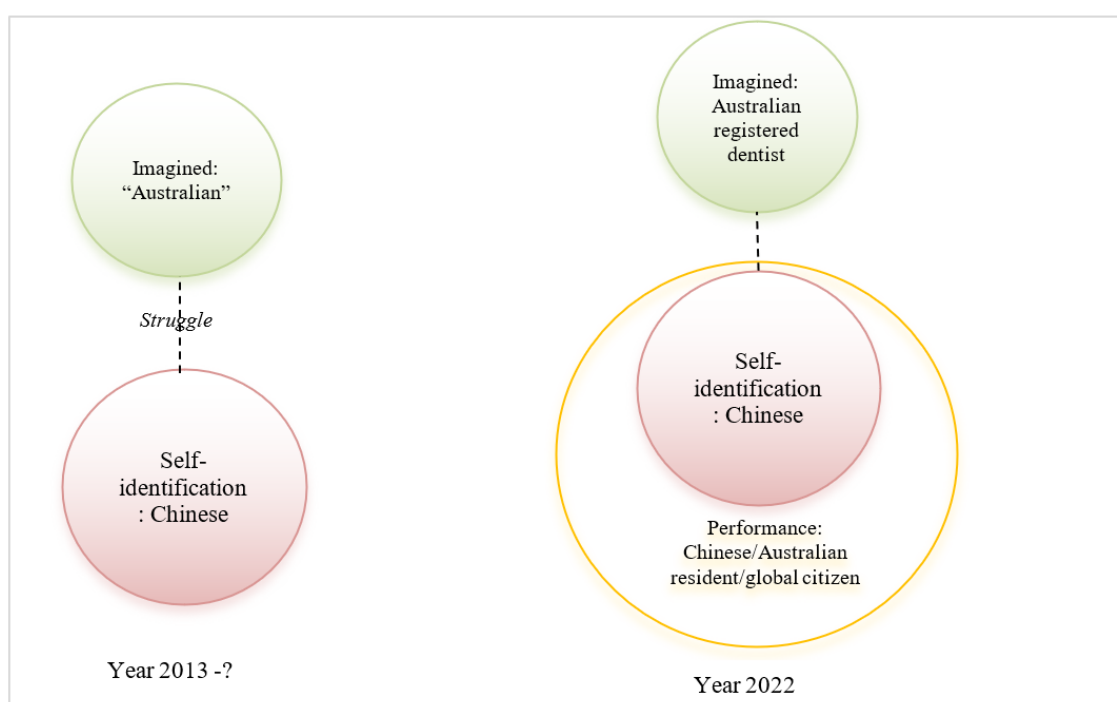 Imagined:
“Australian”
Struggle
Self-
identification
: Chinese
Year 2013 -?
Imagined:
Australian
registered
dentist
Self-
identification
: Chinese
Performance:
Chinese/Australian
resident/global citizen
Year 2022